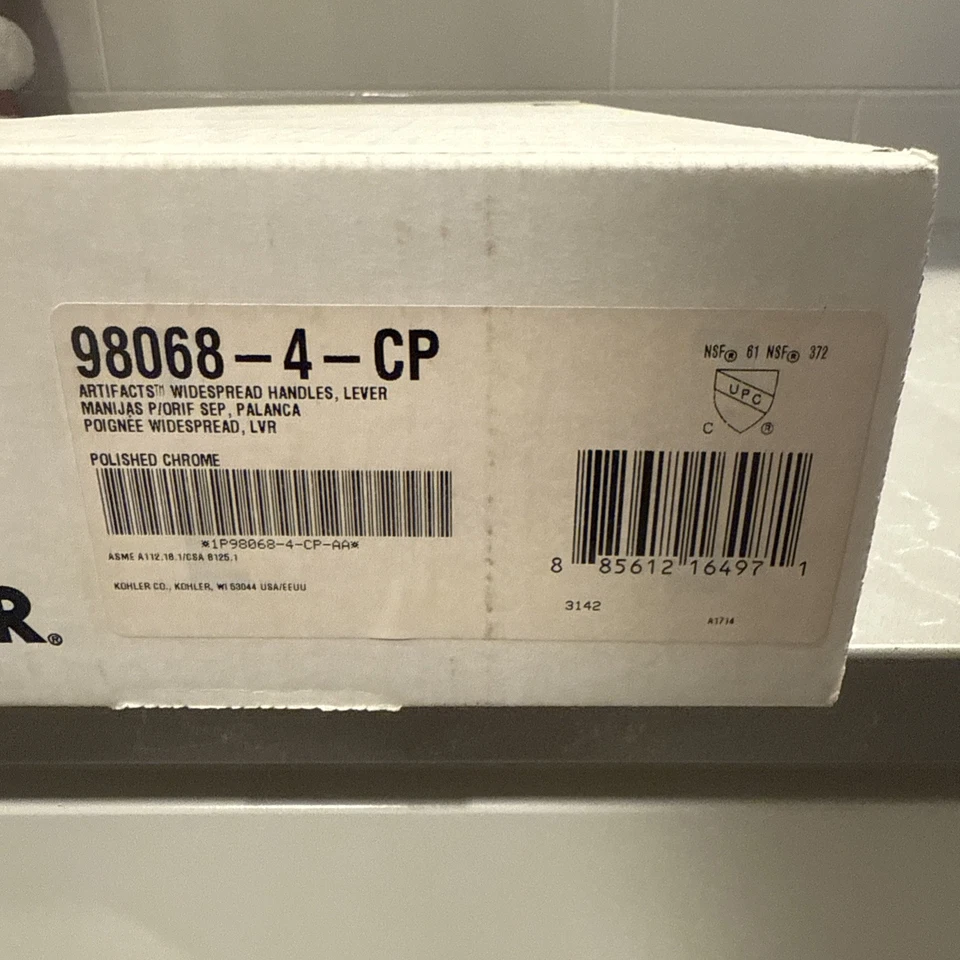 98068-4-CP
ARTIFACTS™ WIDESPREAD HANDLES, LEVER
MANIJAS P/ORIF SEP, PALANCA
POIGNÉE WIDESPREAD, LVR
POLISHED CHROME
*1P98068-4-CP-AA*
ASME A112.18.1/CSA B125.1
KOHLER CO., KOHLER, WI 53044 USA/EEUU
NSF® 61 NSF® 372
UPC
C ®
8 85612 16497 1
3142
A1714
R®